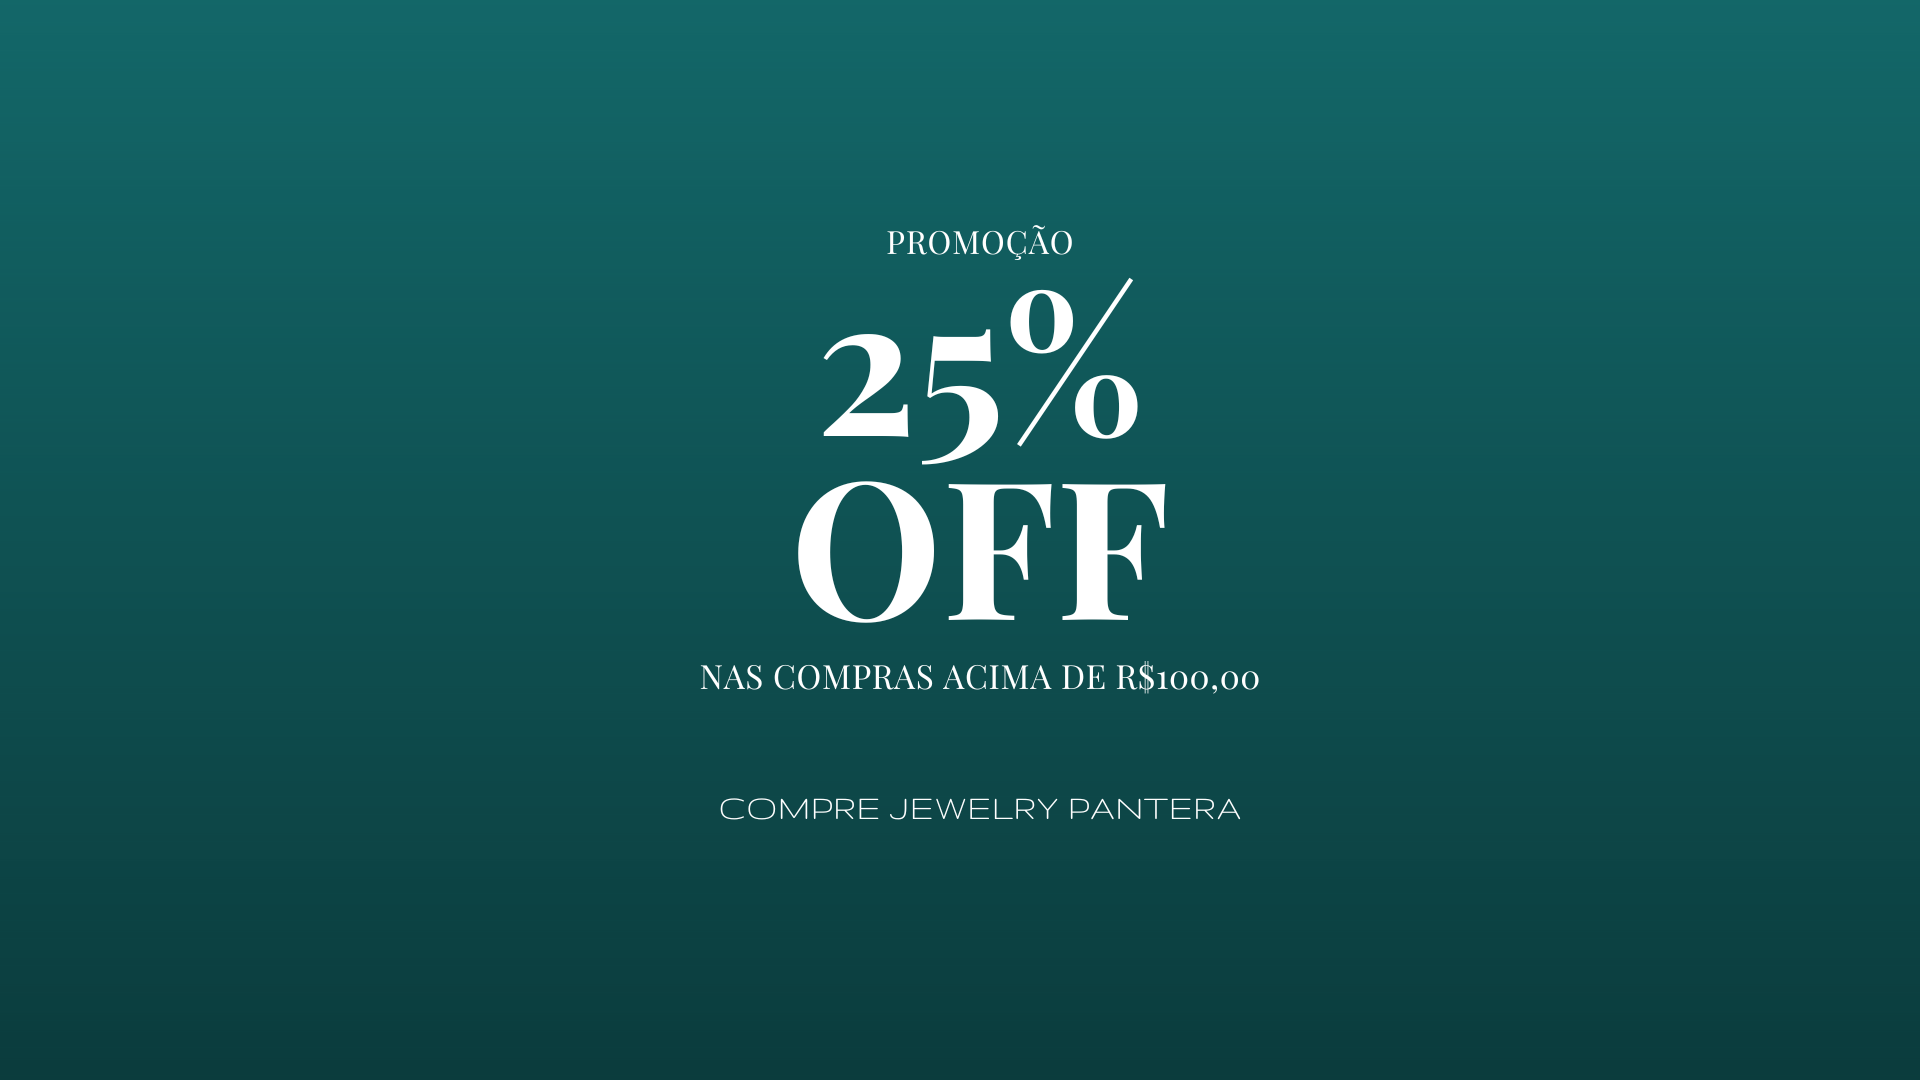 PROMOÇÃO
25%
OFF
NAS COMPRAS ACIMA DE R$100,00
COMPRE JEWELRY PANTERA